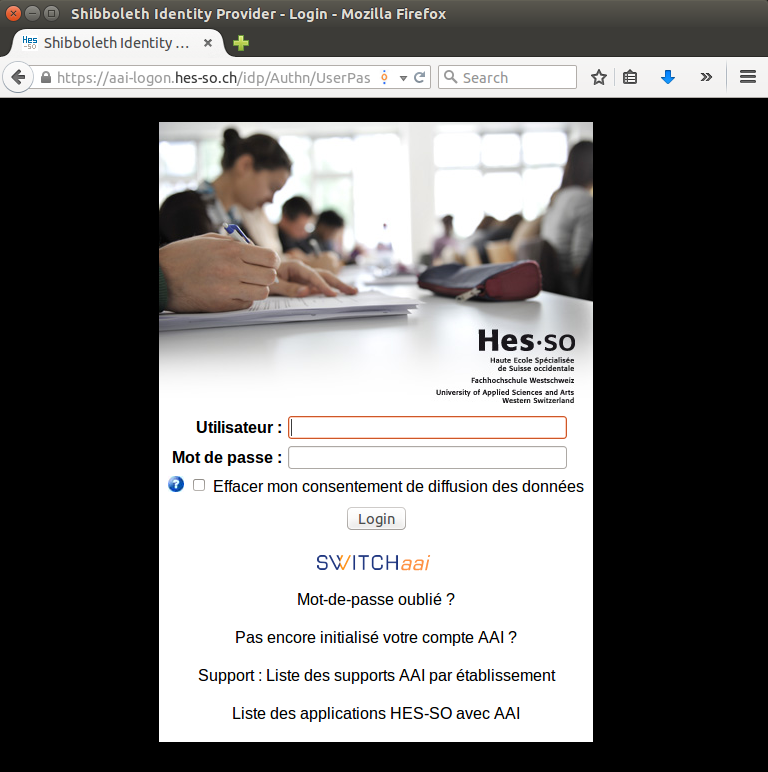 Shibboleth Identity Provider - Login - Mozilla Firefox
Hes
-so
Shibboleth Identity ...
https://aai-logon.hes-so.ch/idp/Authn/UserPas
Search
Hes·so
Haute Ecole Spécialisée
de Suisse occidentale
Fachhochschule Westschweiz
University of Applied Sciences and Arts
Western Switzerland
Utilisateur :
Mot de passe :
? Effacer mon consentement de diffusion des données
Login
SWITCHaai
Mot-de-passe oublié ?
Pas encore initialisé votre compte AAI ?
Support : Liste des supports AAI par établissement
Liste des applications HES-SO avec AAI